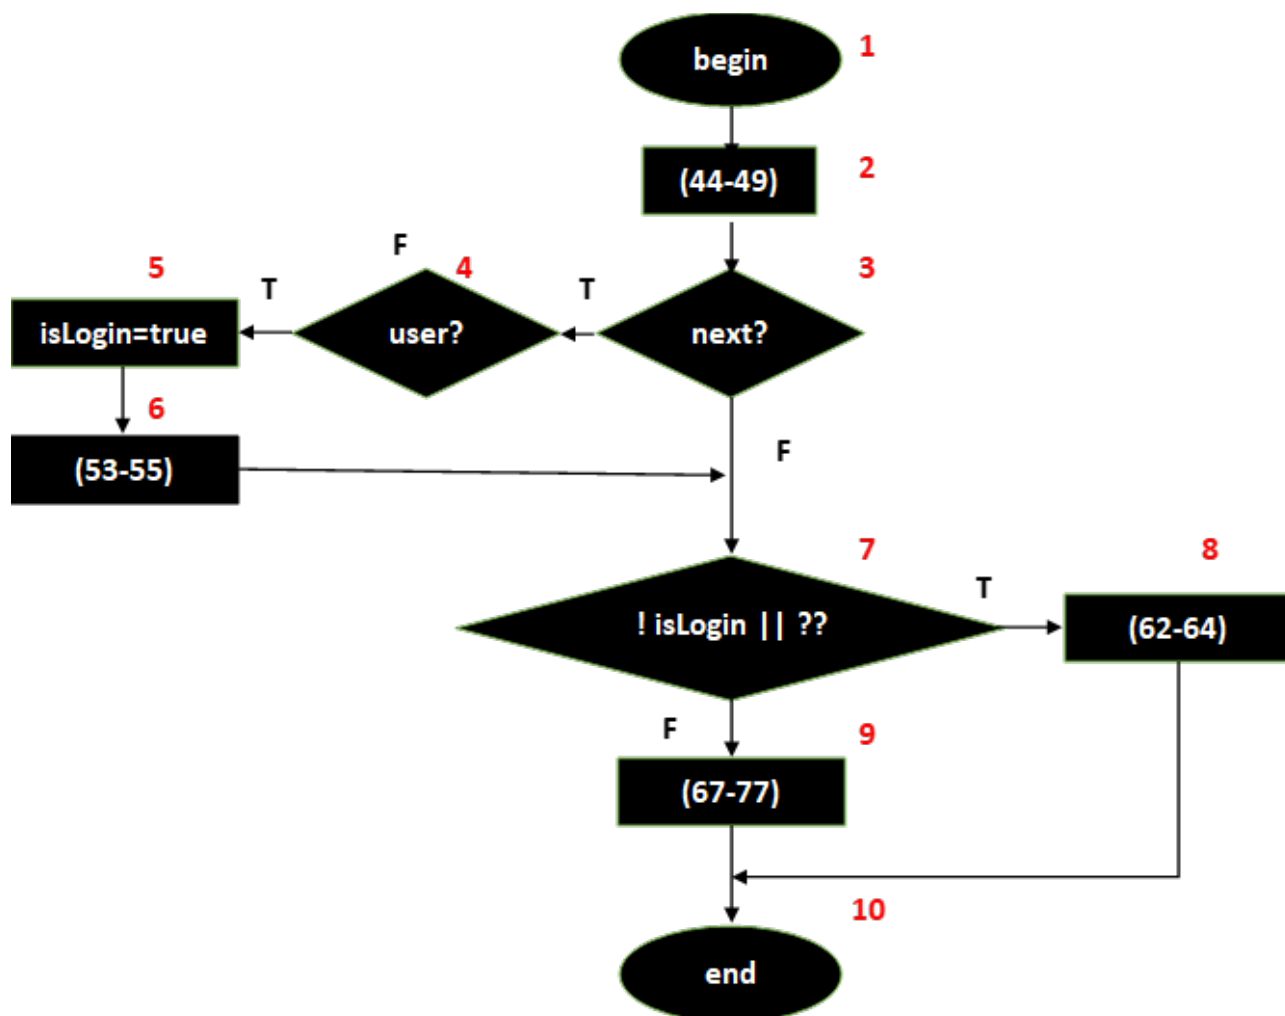 begin
1
(44-49)
2
F
5
4
3
T
T
isLogin=true
user?
next?
6
(53-55)
F
7
8
T
! isLogin || ??
(62-64)
F
9
(67-77)
10
end